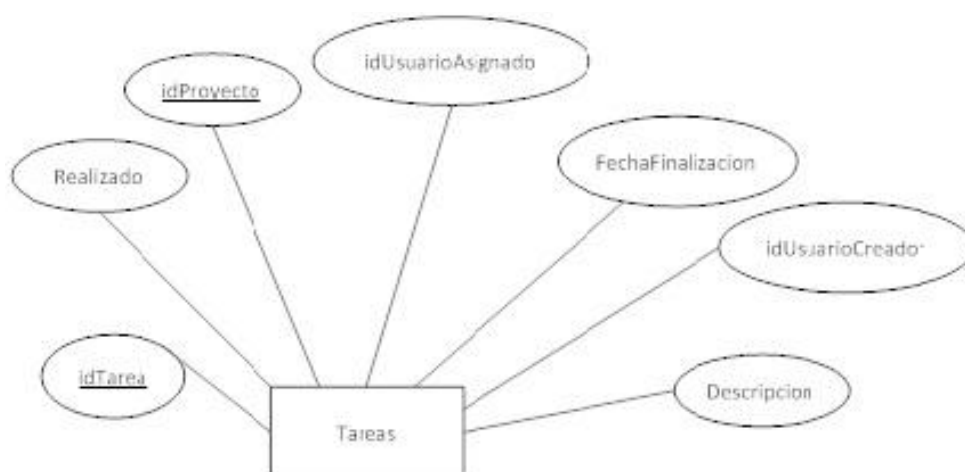 idUsuarioAsignado
idProyecto
FechaFinalizacion
Realizado
idUsuarioCreador
idTarea
Descripcion
Tareas